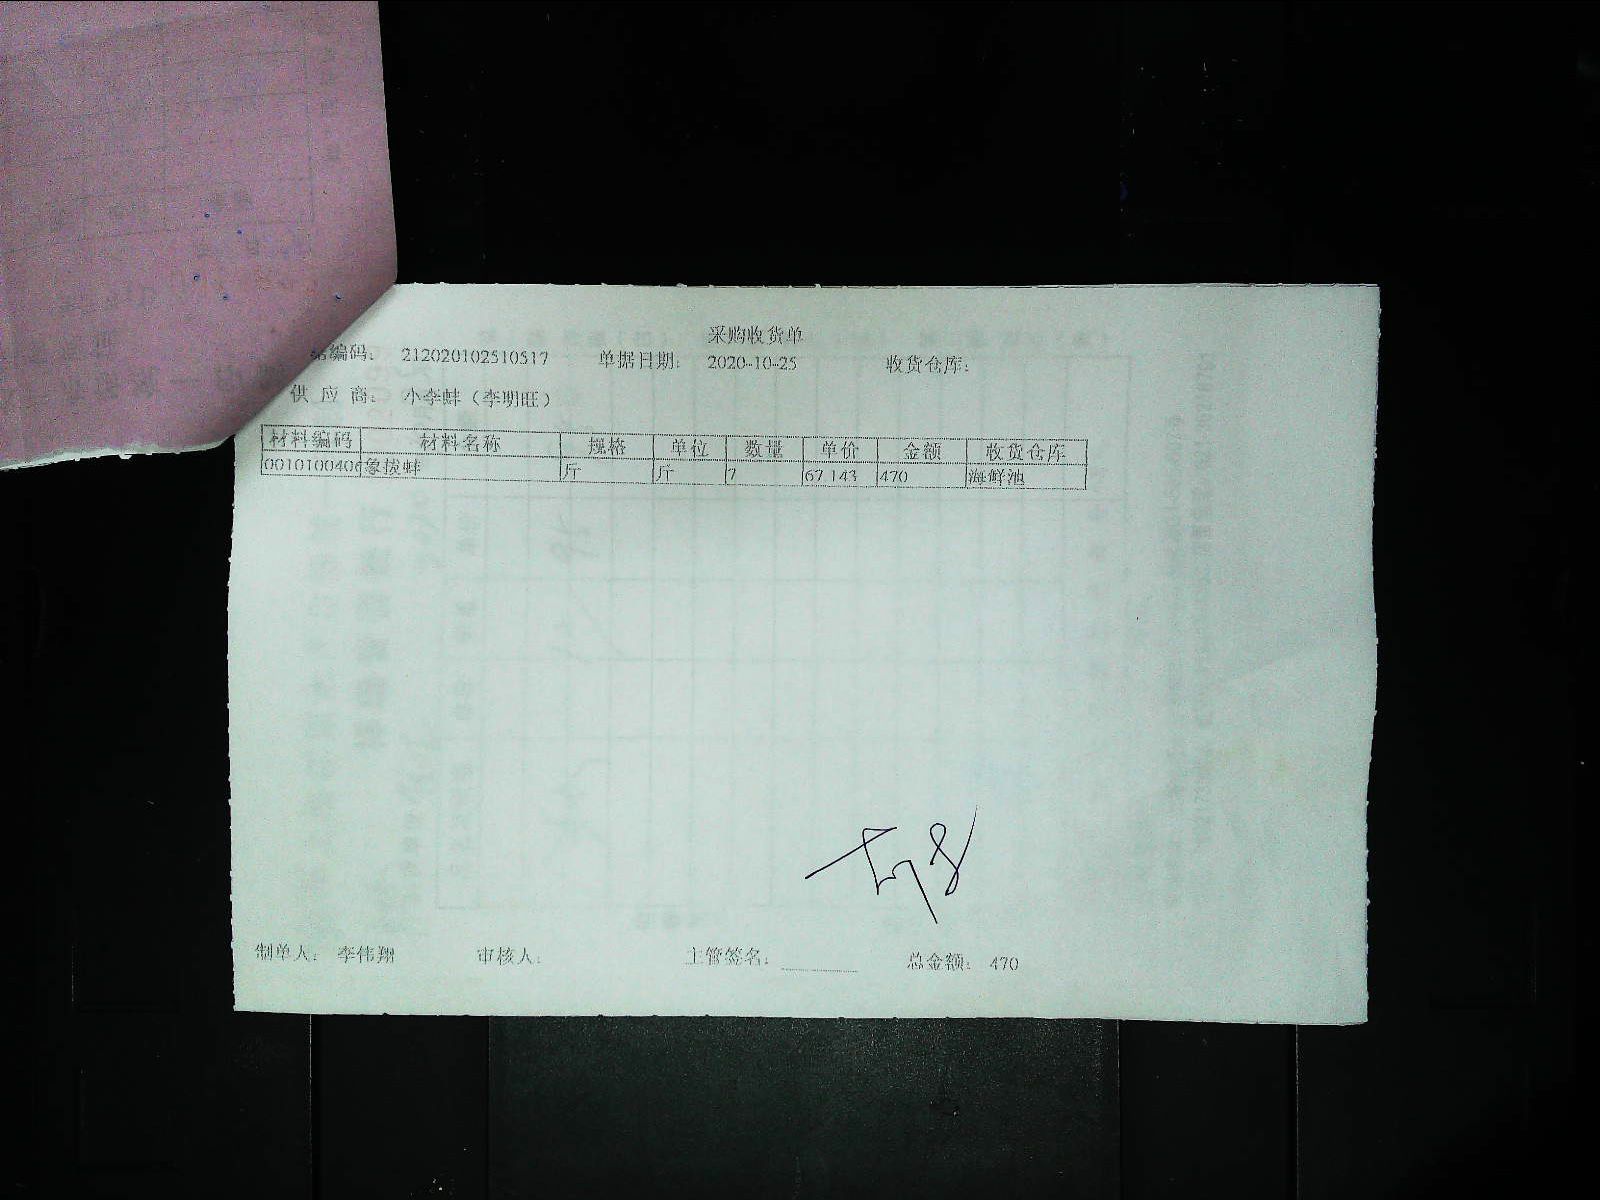 采购收货单
编码： 212020102510517 单据日期： 2020-10-25 收货仓库：
供 应 商： 小李蚌（李明旺）
材料编码 材料名称 规格 单位 数量 单价 金额 收货仓库
0010100406 象拔蚌 斤 斤 7 67.143 470 海鲜池
制单人： 李伟翔 审核人： 主管签名： 总金额： 470